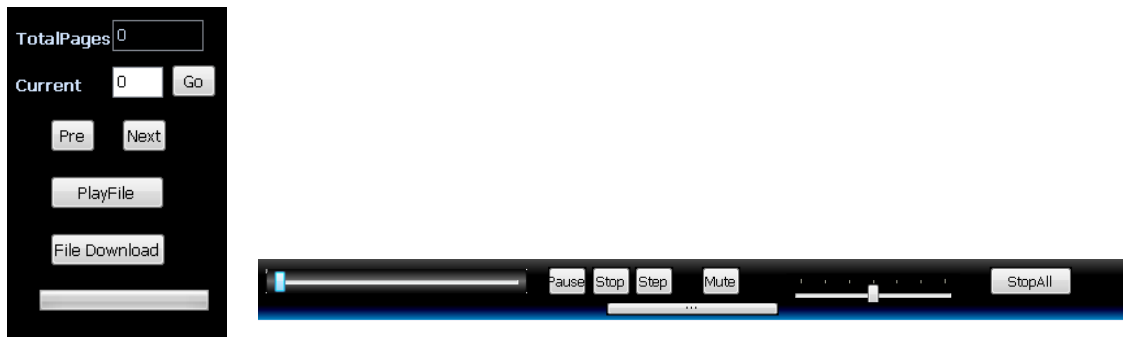 TotalPages 0
Current 0 Go
Pre Next
PlayFile
File Download
Pause Stop Step Mute StopAll
...